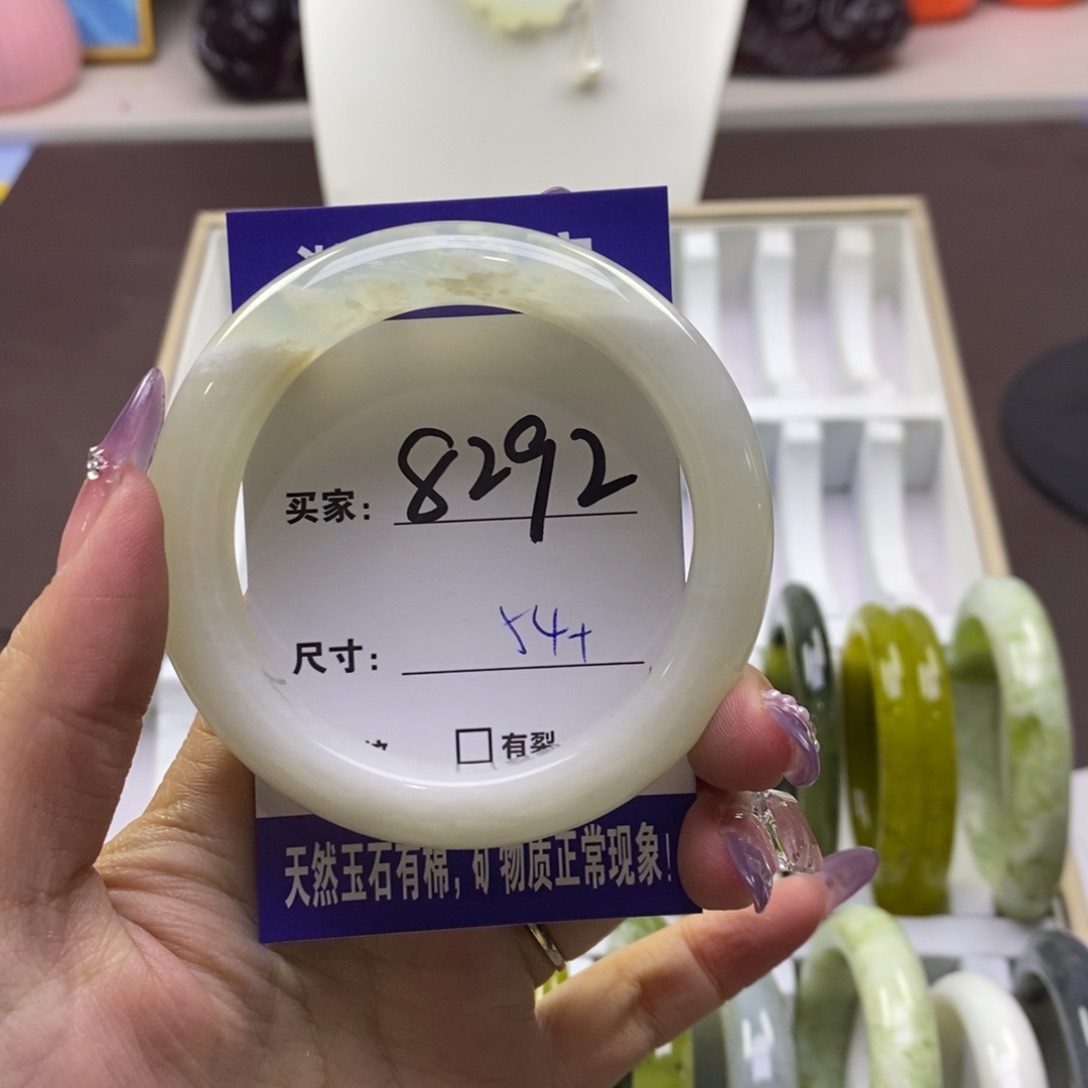 买家: 8292
尺寸: 54+
☐有裂
天然玉石有棉,矿物质正常现象!